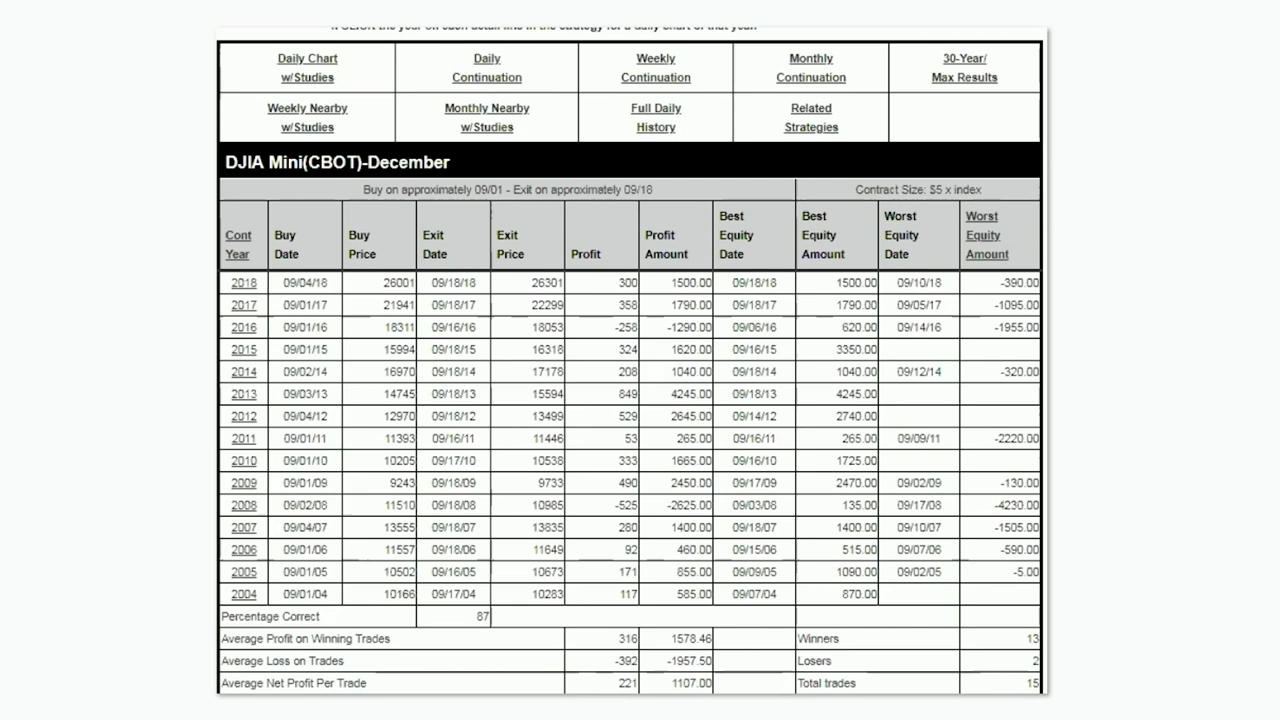 Daily Chart w/Studies Daily Continuation Weekly Continuation Monthly Continuation 30-Year/ Max Results
Weekly Nearby w/Studies Monthly Nearby w/Studies Full Daily History Related Strategies
DJIA Mini(CBOT)-December
Buy on approximately 09/01 - Exit on approximately 09/18 Contract Size: $5 x index
Cont Year Buy Date Buy Price Exit Date Exit Price Profit Profit Amount Best Equity Date Best Equity Amount Worst Equity Date Worst Equity Amount
2018 09/04/18 26001 09/18/18 26301 300 1500.00 09/18/18 1500.00 09/10/18 -390.00
2017 09/01/17 21941 09/18/17 22299 358 1790.00 09/18/17 1790.00 09/05/17 -1095.00
2016 09/01/16 18311 09/16/16 18053 -258 -1290.00 09/06/16 620.00 09/14/16 -1955.00
2015 09/01/15 15994 09/18/15 16318 324 1620.00 09/16/15 3350.00
2014 09/02/14 16970 09/18/14 17178 208 1040.00 09/18/14 1040.00 09/12/14 -320.00
2013 09/03/13 14745 09/18/13 15594 849 4245.00 09/18/13 4245.00
2012 09/04/12 12970 09/18/12 13499 529 2645.00 09/14/12 2740.00
2011 09/01/11 11393 09/16/11 11446 53 265.00 09/16/11 265.00 09/09/11 -2220.00
2010 09/01/10 10205 09/17/10 10538 333 1665.00 09/16/10 1725.00
2009 09/01/09 9243 09/18/09 9733 490 2450.00 09/17/09 2470.00 09/02/09 -130.00
2008 09/02/08 11510 09/18/08 10985 -525 -2625.00 09/03/08 135.00 09/17/08 -4230.00
2007 09/04/07 13555 09/18/07 13835 280 1400.00 09/18/07 1400.00 09/10/07 -1505.00
2006 09/01/06 11557 09/18/06 11649 92 460.00 09/15/06 515.00 09/07/06 -590.00
2005 09/01/05 10502 09/16/05 10673 171 855.00 09/09/05 1090.00 09/02/05 -5.00
2004 09/01/04 10166 09/17/04 10283 117 585.00 09/07/04 870.00
Percentage Correct 87
Average Profit on Winning Trades 316 1578.46 Winners 13
Average Loss on Trades -392 -1957.50 Losers 2
Average Net Profit Per Trade 221 1107.00 Total trades 15